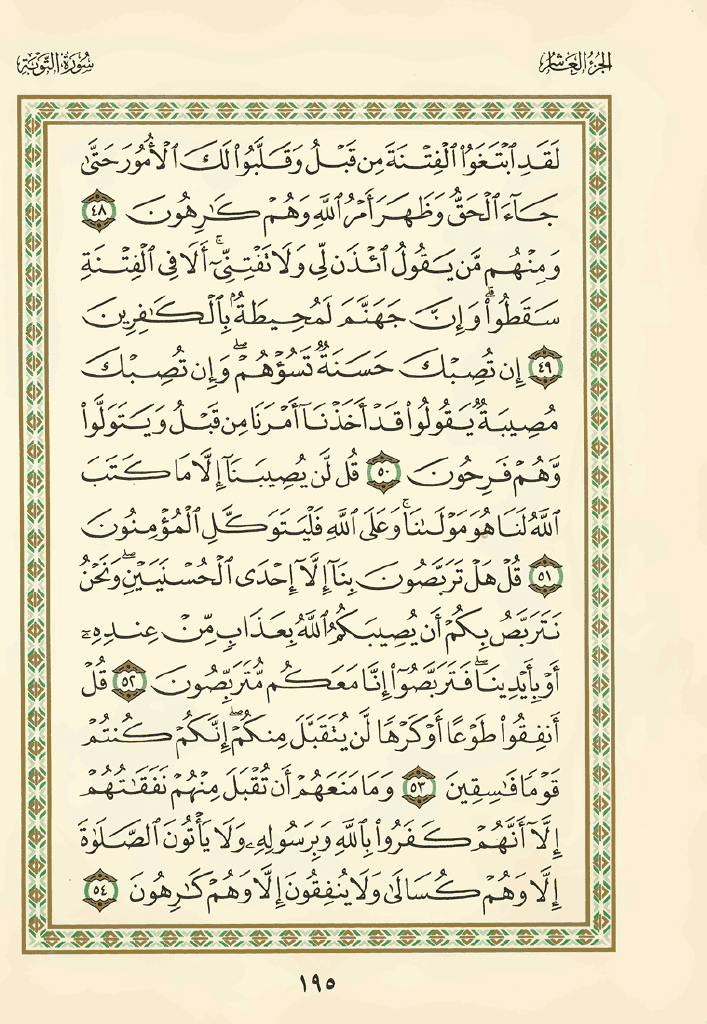 الجزء العاشر
سورة التوبة
لَقَدِ ٱبْتَغَوُا۟ ٱلْفِتْنَةَ مِن قَبْلُ وَقَلَّبُوا۟ لَكَ ٱلْأُمُورَ حَتَّىٰ
جَآءَ ٱلْحَقُّ وَظَهَرَ أَمْرُ ٱللَّهِ وَهُمْ كَٰرِهُونَ ٤٨
وَمِنْهُم مَّن يَقُولُ ٱئْذَن لِّى وَلَا تَفْتِنِّىٓ ۚ أَلَا فِى ٱلْفِتْنَةِ
سَقَطُوا۟ ۗ وَإِنَّ جَهَنَّمَ لَمُحِيطَةٌۢ بِٱلْكَٰفِرِينَ
٤٩ إِن تُصِبْكَ حَسَنَةٌ تَسُؤْهُمْ ۖ وَإِن تُصِبْكَ
مُصِيبَةٌ يَقُولُوا۟ قَدْ أَخَذْنَآ أَمْرَنَا مِن قَبْلُ وَيَتَوَلَّوا۟
وَّهُمْ فَرِحُونَ ٥٠ قُل لَّن يُصِيبَنَآ إِلَّا مَا كَتَبَ
ٱللَّهُ لَنَا هُوَ مَوْلَىٰنَا ۚ وَعَلَى ٱللَّهِ فَلْيَتَوَكَّلِ ٱلْمُؤْمِنُونَ
٥١ قُلْ هَلْ تَرَبَّصُونَ بِنَآ إِلَّآ إِحْدَى ٱلْحُسْنَيَيْنِ ۖ وَنَحْنُ
نَتَرَبَّصُ بِكُمْ أَن يُصِيبَكُمُ ٱللَّهُ بِعَذَابٍ مِّنْ عِندِهِۦٓ
أَوْ بِأَيْدِينَا ۖ فَتَرَبَّصُوٓا۟ إِنَّا مَعَكُم مُّتَرَبِّصُونَ ٥٢ قُلْ
أَنفِقُوا۟ طَوْعًا أَوْ كَرْهًا لَّن يُتَقَبَّلَ مِنكُمْ ۖ إِنَّكُمْ كُنتُمْ
قَوْمًا فَٰسِقِينَ ٥٣ وَمَا مَنَعَهُمْ أَن تُقْبَلَ مِنْهُمْ نَفَقَٰتُهُمْ
إِلَّآ أَنَّهُمْ كَفَرُوا۟ بِٱللَّهِ وَبِرَسُولِهِۦ وَلَا يَأْتُونَ ٱلصَّلَوٰةَ
إِلَّا وَهُمْ كُسَالَىٰ وَلَا يُنفِقُونَ إِلَّا وَهُمْ كَٰرِهُونَ ٥٤
١٩٥